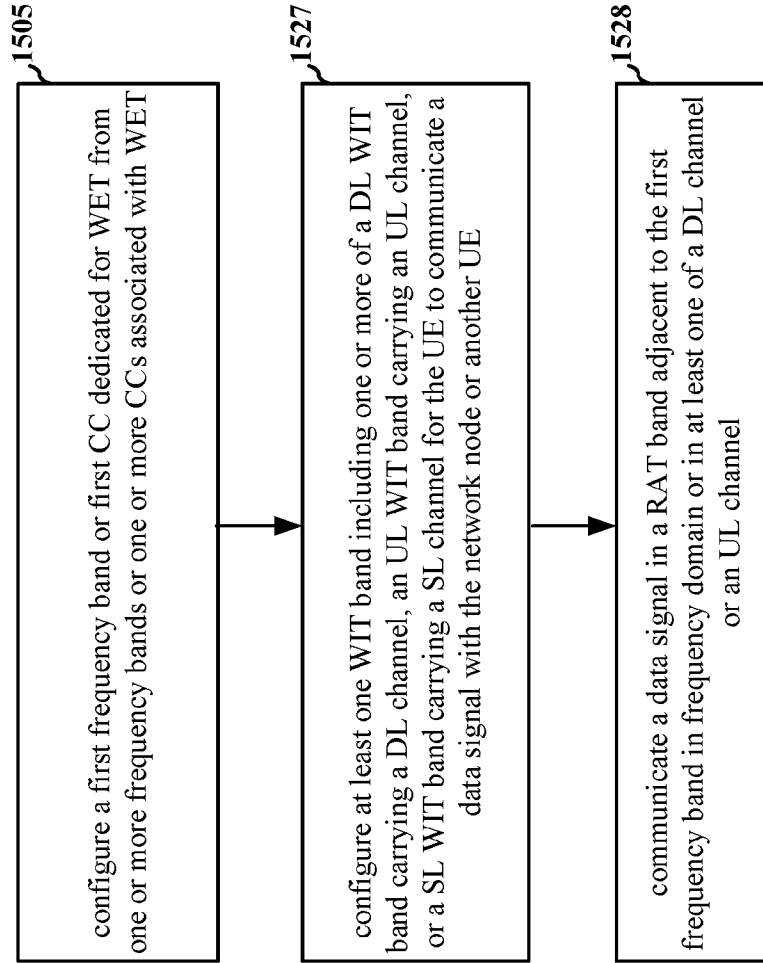 1505
configure a first frequency band or first CC dedicated for WET from
one or more frequency bands or one or more CCs associated with WET
1527
configure at least one WIT band including one or more of a DL WIT
band carrying a DL channel, an UL WIT band carrying an UL channel,
or a SL WIT band carrying a SL channel for the UE to communicate a
data signal with the network node or another UE
1528
communicate a data signal in a RAT band adjacent to the first
frequency band in frequency domain or in at least one of a DL channel
or an UL channel